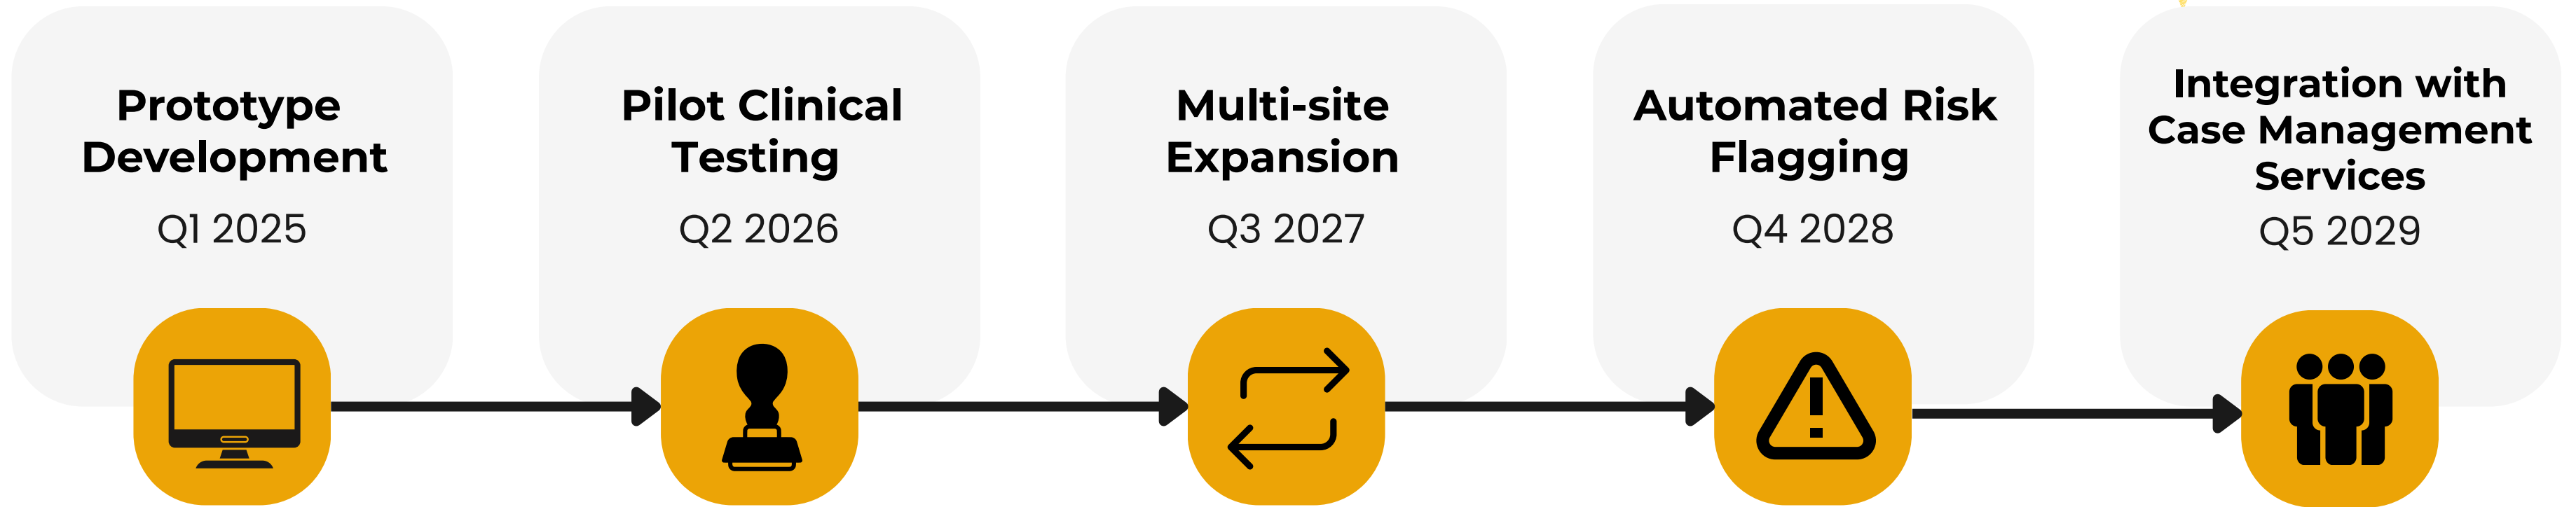 Prototype
Development
Q1 2025
Pilot Clinical
Testing
Q2 2026
Multi-site
Expansion
Q3 2027
Automated Risk
Flagging
Q4 2028
Integration with
Case Management
Services
Q5 2029